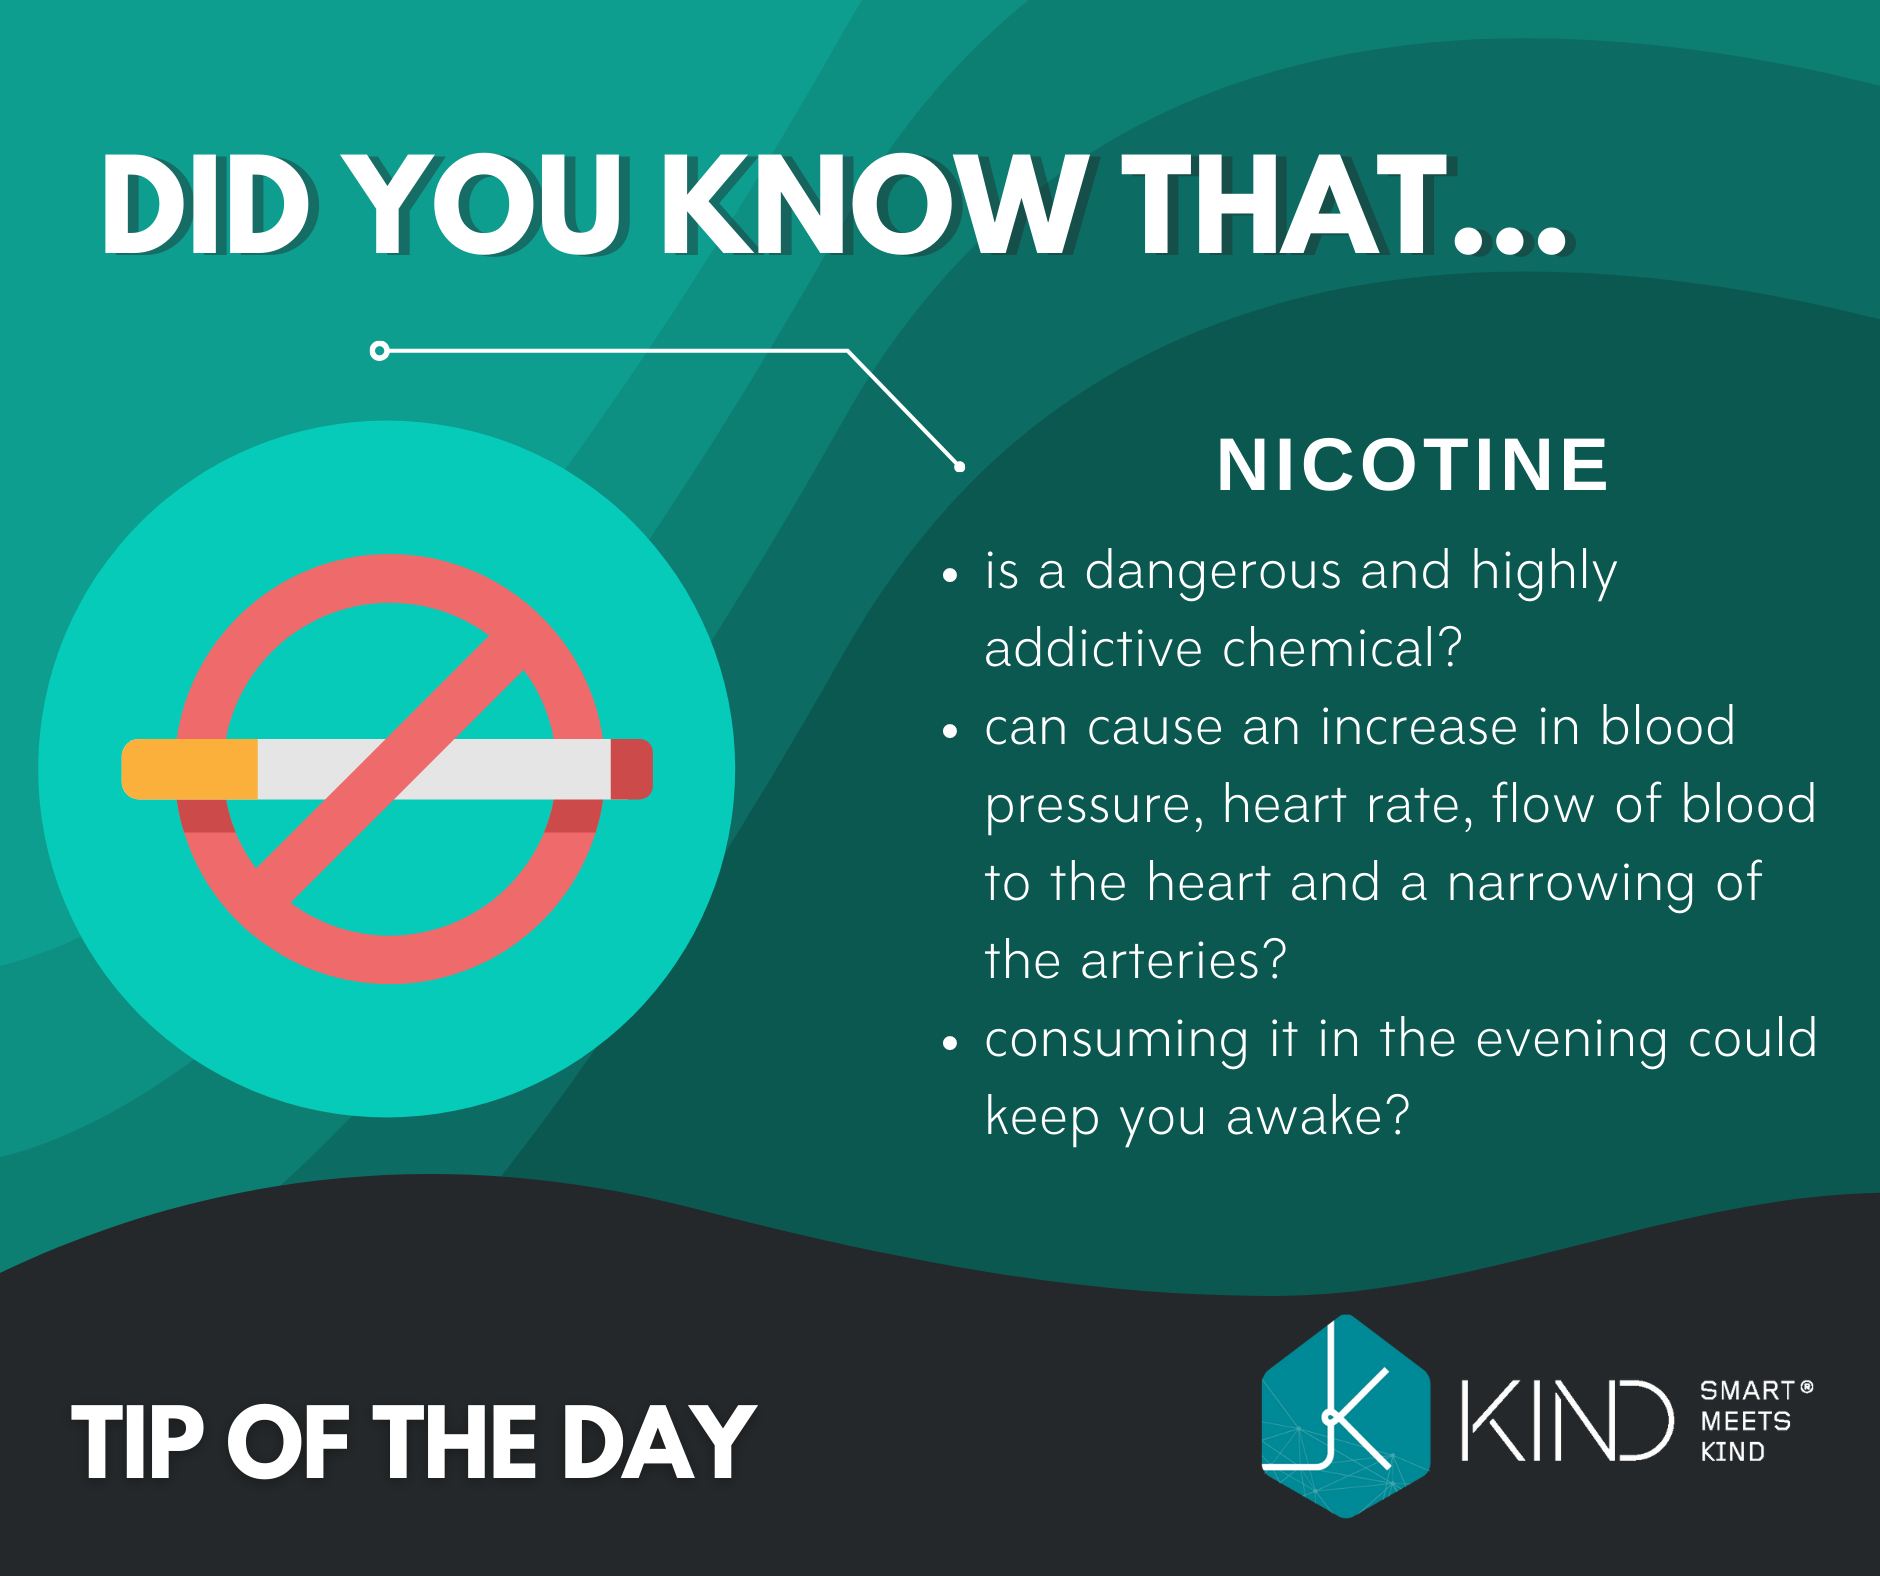 DID YOU KNOW THAT...
NICOTINE
• is a dangerous and highly
addictive chemical?
• can cause an increase in blood
pressure, heart rate, flow of blood
to the heart and a narrowing of
the arteries?
• consuming it in the evening could
keep you awake?
TIP OF THE DAY
KIND
SMART®
MEETS
KIND